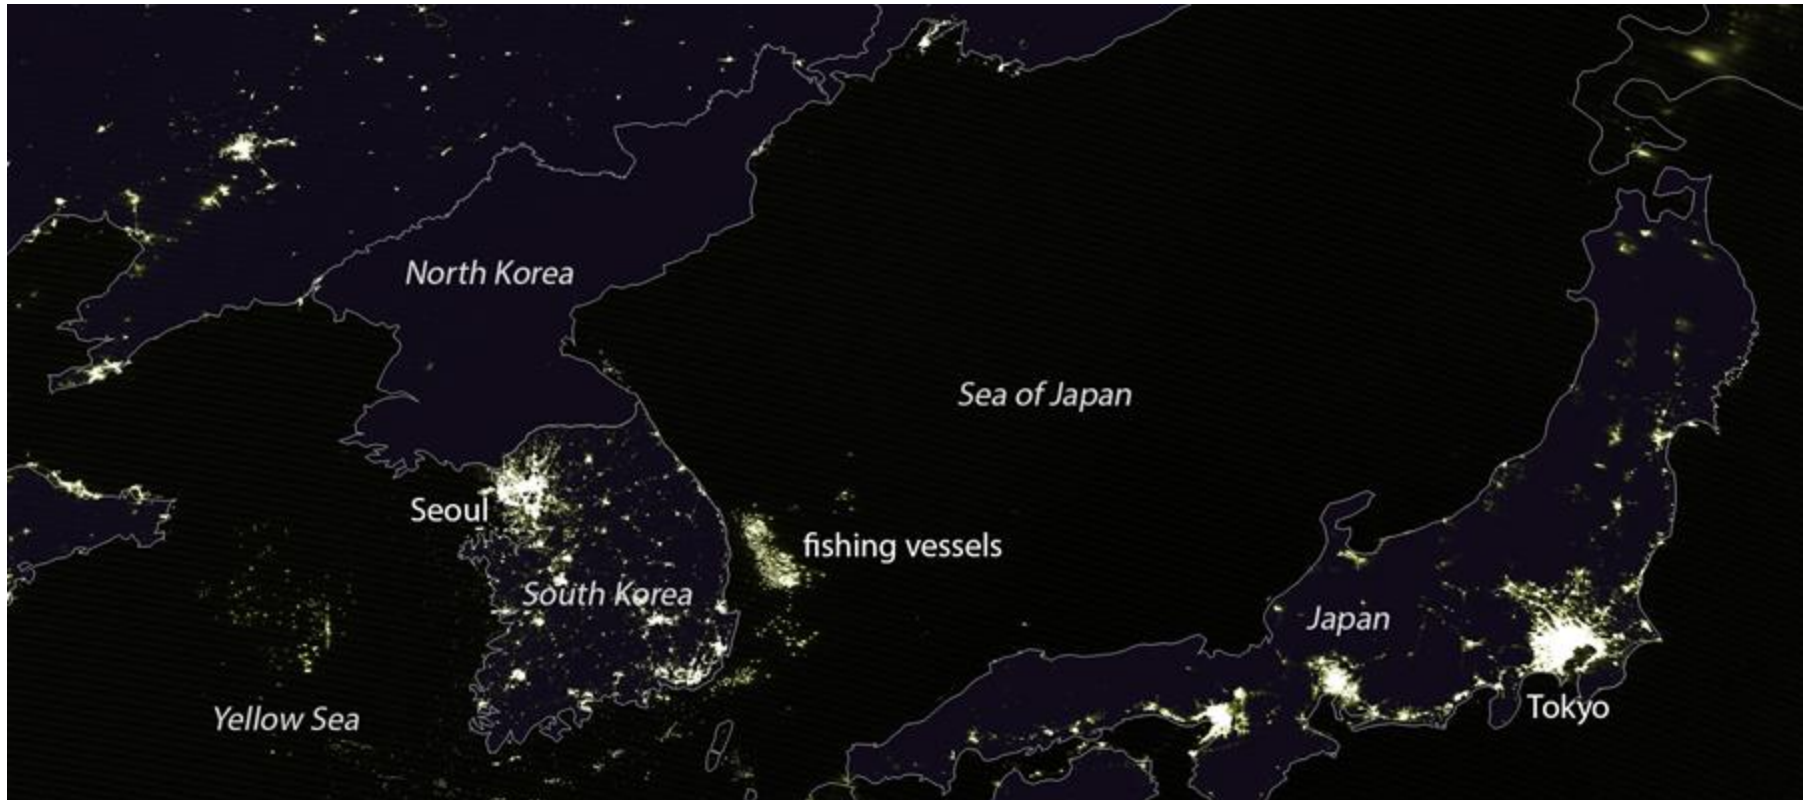 North Korea
Sea of Japan
Seoul
fishing vessels
South Korea
Japan
Yellow Sea
Tokyo